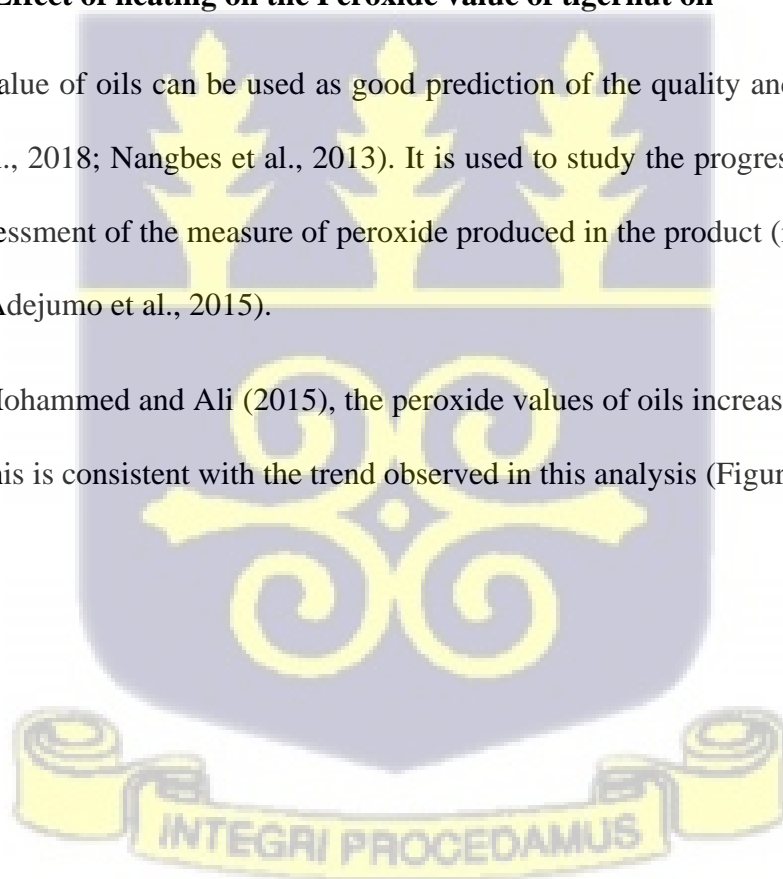 Effect of heating on the Peroxide value of tigernut oil
value of oils can be used as good prediction of the quality and
2018; Nangbes et al., 2013). It is used to study the progress
of the measure of peroxide produced in the product
Adejumo et al., 2015).
Mohammed and Ali (2015), the peroxide values of oils increas
is consistent with the trend observed in this analysis (Figur
INTEGRI PROCEDAMUS